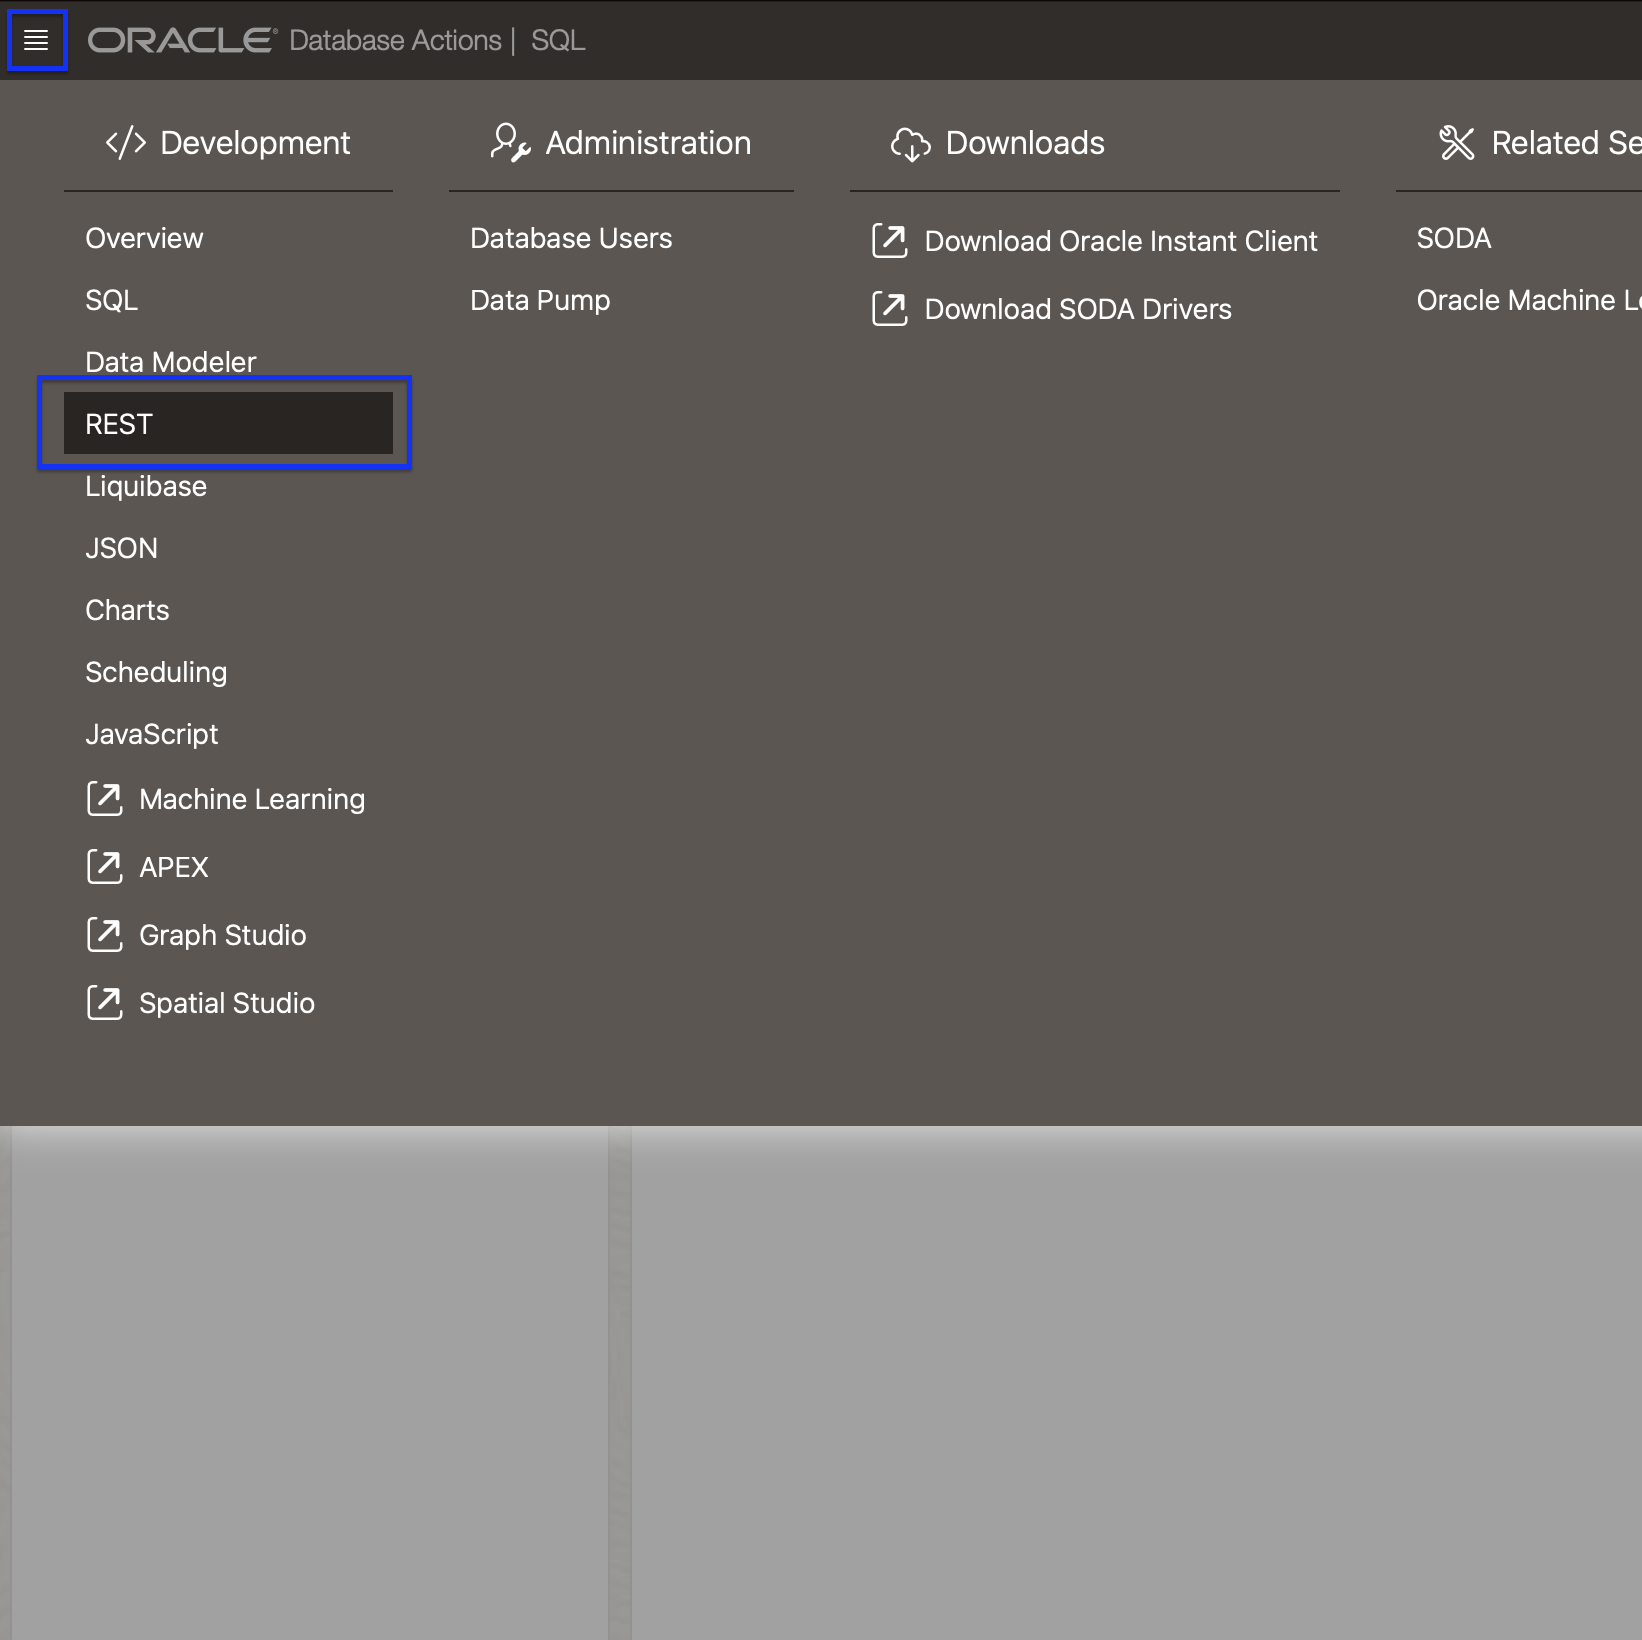 ORACLE® Database Actions | SQL
Development
Overview
SQL
Data Modeler
REST
Liquibase
JSON
Charts
Scheduling
JavaScript
Machine Learning
APEX
Graph Studio
Spatial Studio
Administration
Database Users
Data Pump
Downloads
Download Oracle Instant Client
Download SODA Drivers
Related Se
SODA
Oracle Machine Le